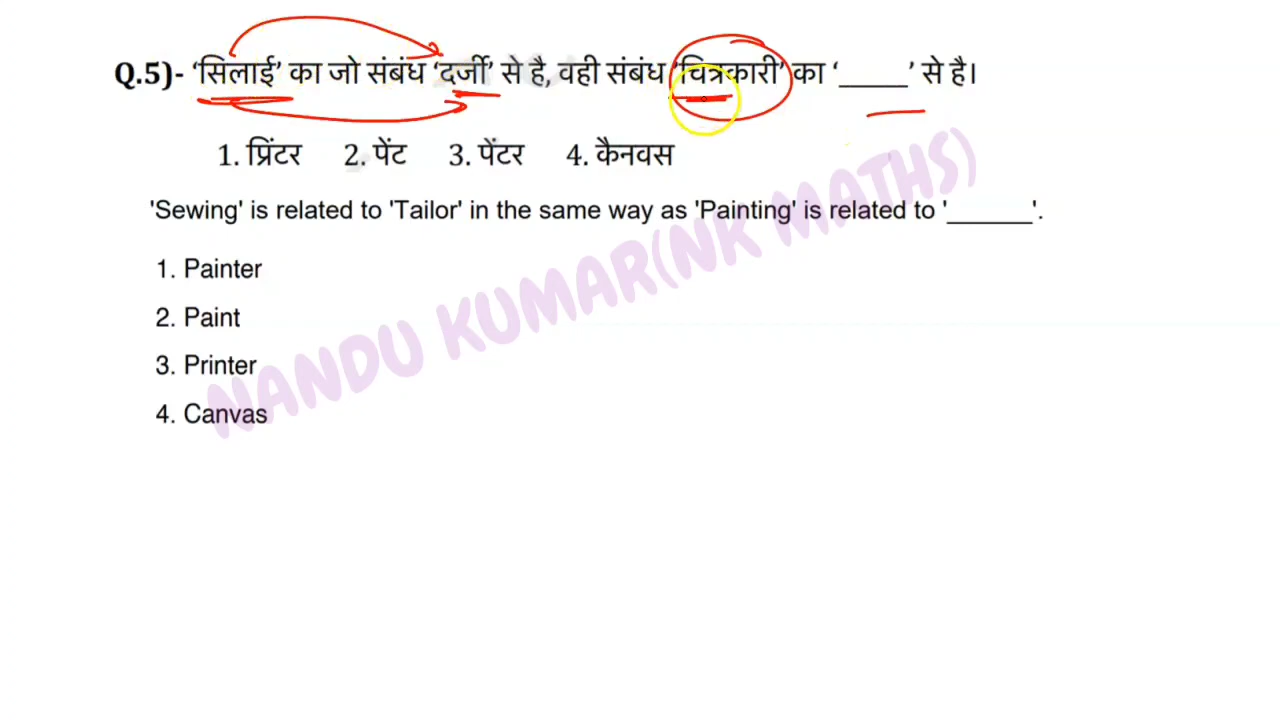 Q.5)- ‘सिलाई’ का जो संबंध ‘दर्जी’ से है, वही संबंध ‘चित्रकारी’ का ‘_____’ से है।
1. प्रिंटर 2. पेंट 3. पेंटर 4. कैनवस
'Sewing' is related to 'Tailor' in the same way as 'Painting' is related to '______'.
1. Painter
2. Paint
3. Printer
4. Canvas
NANDU KUMAR(NK MATHS)